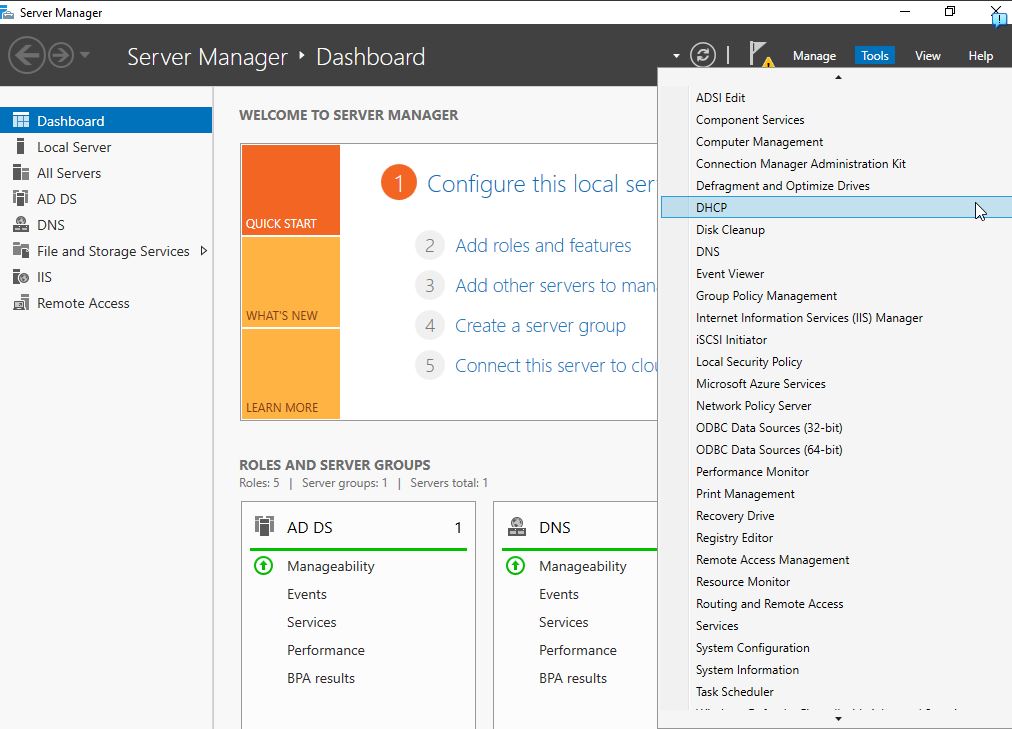 Server Manager
Server Manager ‣ Dashboard
Manage
Tools
View
Help
Dashboard
Local Server
All Servers
AD DS
DNS
File and Storage Services
IIS
Remote Access
WELCOME TO SERVER MANAGER
QUICK START
WHAT'S NEW
LEARN MORE
1 Configure this local ser
2 Add roles and features
3 Add other servers to man
4 Create a server group
5 Connect this server to clou
ROLES AND SERVER GROUPS
Roles: 5 | Server groups: 1 | Servers total: 1
AD DS 1
Manageability
Events
Services
Performance
BPA results
DNS
Manageability
Events
Services
Performance
BPA results
ADSI Edit
Component Services
Computer Management
Connection Manager Administration Kit
Defragment and Optimize Drives
DHCP
Disk Cleanup
DNS
Event Viewer
Group Policy Management
Internet Information Services (IIS) Manager
iSCSI Initiator
Local Security Policy
Microsoft Azure Services
Network Policy Server
ODBC Data Sources (32-bit)
ODBC Data Sources (64-bit)
Performance Monitor
Print Management
Recovery Drive
Registry Editor
Remote Access Management
Resource Monitor
Routing and Remote Access
Services
System Configuration
System Information
Task Scheduler